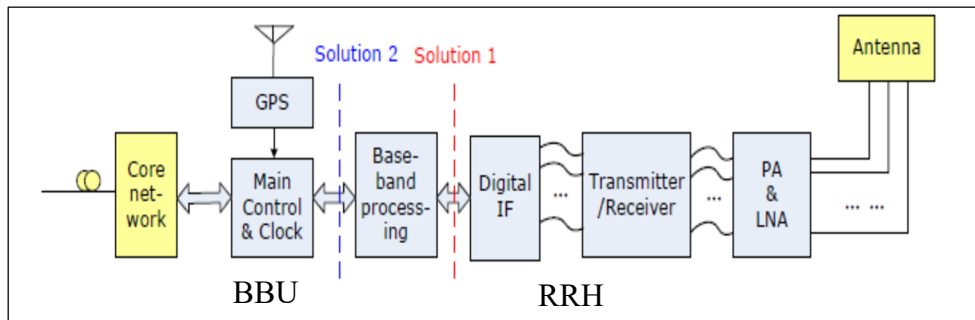 Antenna
Solution 2
Solution 1
GPS
Core
net-
work
Main
Control
& Clock
Base-
band
process-
ing
Digital
IF
...
Transmitter
/Receiver
...
PA
&
LNA
... ...
BBU
RRH